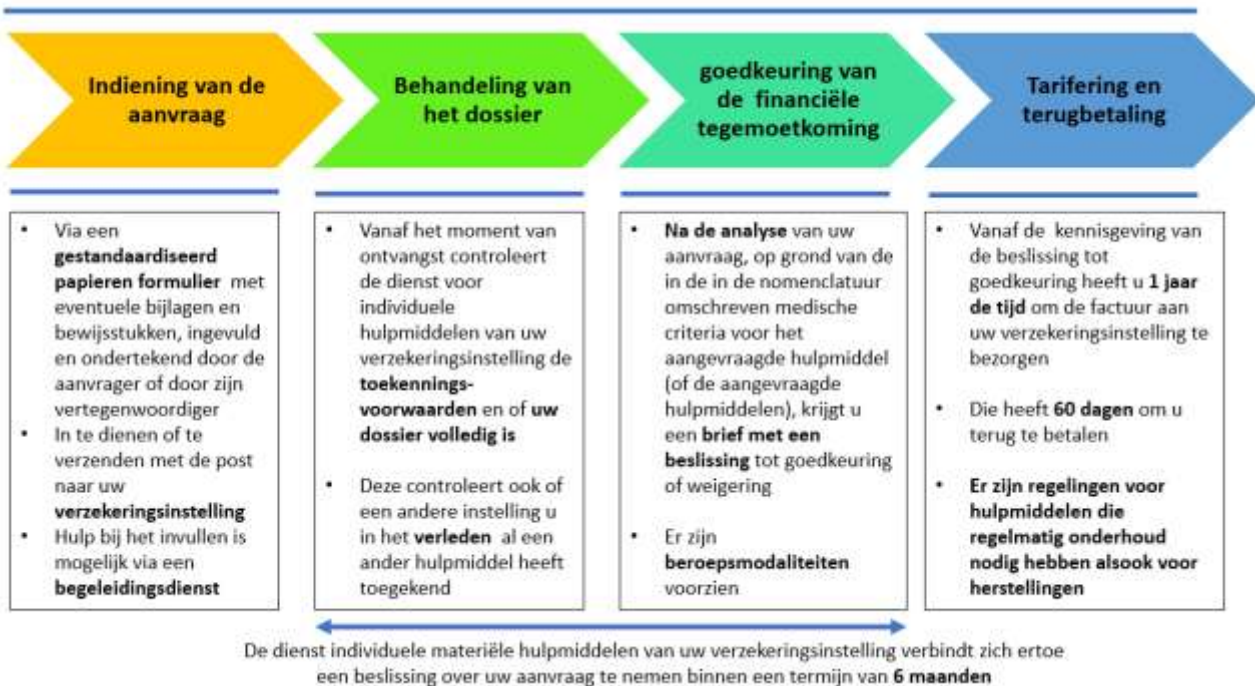 Indiening van de
aanvraag
Behandeling van
het dossier
goedkeuring van
de financiële
tegemoetkoming
Tarifering en
terugbetaling
• Via een
gestandaardiseerd
papieren formulier met
eventuele bijlagen en
bewijsstukken, ingevuld
en ondertekend door de
aanvrager of door zijn
vertegenwoordiger
• In te dienen of te
verzenden met de post
naar uw
verzekeringsinstelling
• Hulp bij het invullen is
mogelijk via een
begeleidingsdienst
• Vanaf het moment van
ontvangst controleert
de dienst voor
individuele
hulpmiddelen van uw
verzekeringsinstelling de
toekennings-
voorwaarden en of uw
dossier volledig is
• Deze controleert ook of
een andere instelling u
in het verleden al een
ander hulpmiddel heeft
toegekend
• Na de analyse van uw
aanvraag, op grond van de
in de in de nomenclatuur
omschreven medische
criteria voor het
aangevraagde hulpmiddel
(of de aangevraagde
hulpmiddelen), krijgt u
een brief met een
beslissing tot goedkeuring
of weigering
• Er zijn
beroepsmodaliteiten
voorzien
• Vanaf de kennisgeving van
de beslissing tot
goedkeuring heeft u 1 jaar
de tijd om de factuur aan
uw verzekeringsinstelling te
bezorgen
• Die heeft 60 dagen om u
terug te betalen
• Er zijn regelingen voor
hulpmiddelen die
regelmatig onderhoud
nodig hebben alsook voor
herstellingen
De dienst individuele materiële hulpmiddelen van uw verzekeringsinstelling verbindt zich ertoe
een beslissing over uw aanvraag te nemen binnen een termijn van 6 maanden